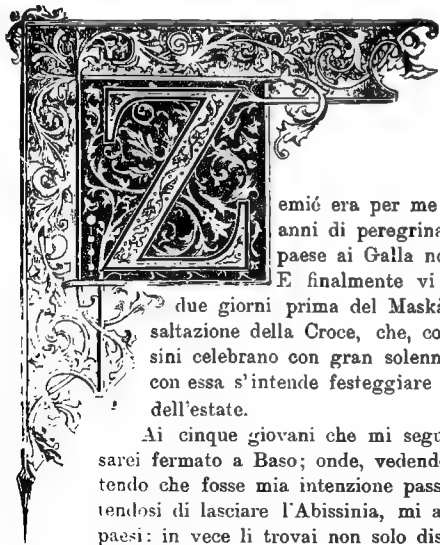 Zemié era per me
anni di peregrina
paese ai Galla no
E finalmente vi
due giorni prima del Maskà
saltazione della Croce, che, co
sini celebrano con gran solenn
con essa s'intende festeggiare
dell'estate.
Ai cinque giovani che mi segu
sarei fermato a Baso; onde, vedend
tendo che fosse mia intenzione pass
tendosi di lasciare l'Abissinia, mi a
paesi: in vece li trovai non solo dis